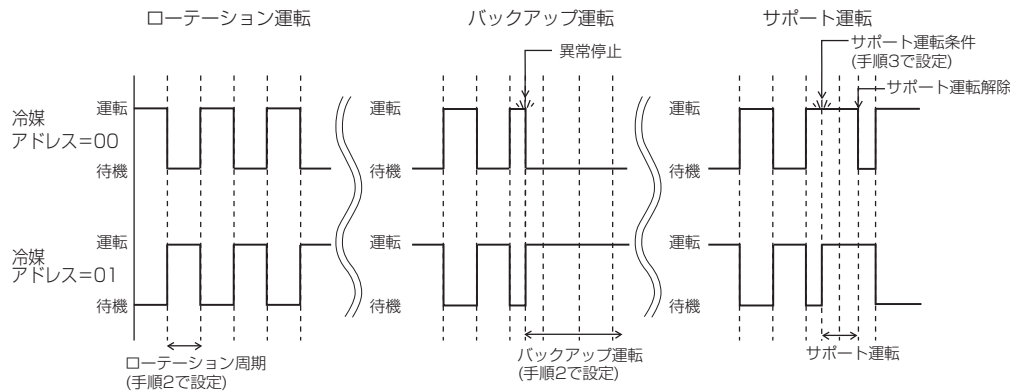 ローテーション運転
バックアップ運転
サポート運転
異常停止
サポート運転条件
(手順3で設定)
サポート運転解除
冷媒
アドレス=00
運転
待機
運転
待機
運転
待機
冷媒
アドレス=01
運転
待機
運転
待機
運転
待機
ローテーション周期
(手順2で設定)
バックアップ運転
(手順2で設定)
サポート運転